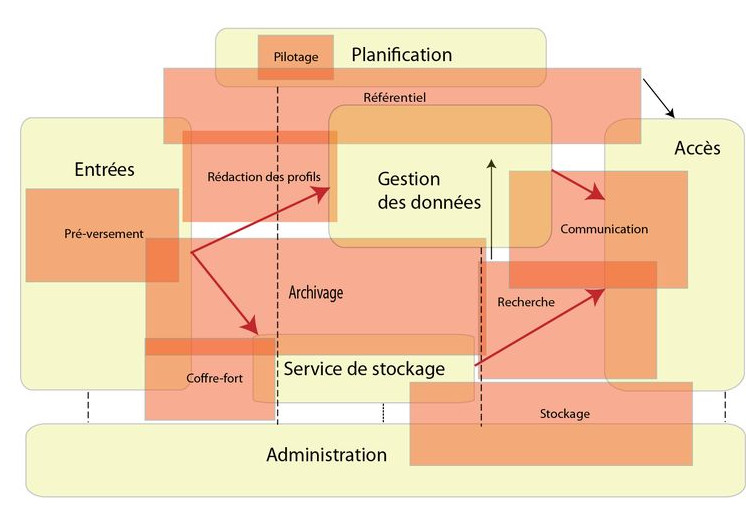 Pilotage
Planification
Référentiel
Accès
Entrées
Rédaction des profils
Gestion
des données
Pré-versement
Communication
Archivage
Recherche
Service de stockage
Coffre-fort
Stockage
Administration